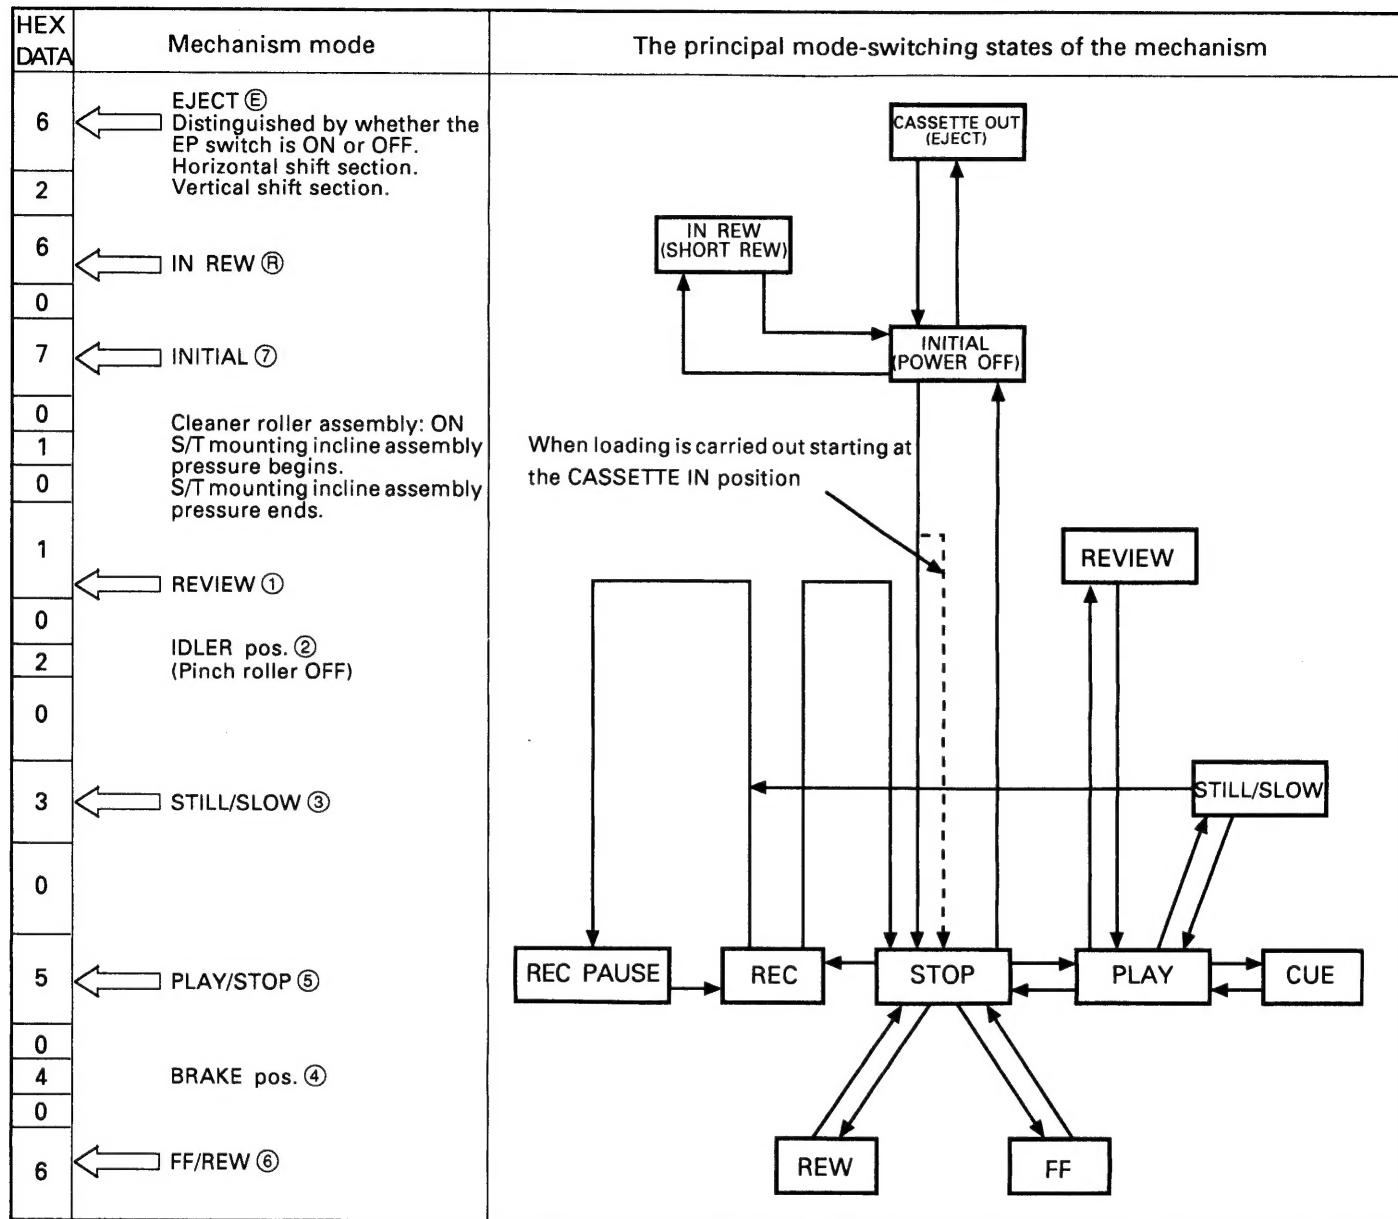 HEX
DATA
Mechanism mode
The principal mode-switching states of the mechanism
6
EJECT Ⓔ
Distinguished by whether the
EP switch is ON or OFF.
Horizontal shift section.
2
Vertical shift section.
6
IN REW Ⓡ
0
7
INITIAL ⑦
0
Cleaner roller assembly: ON
1
S/T mounting incline assembly
pressure begins.
0
S/T mounting incline assembly
pressure ends.
1
REVIEW ①
0
2
IDLER pos. ②
(Pinch roller OFF)
0
3
STILL/SLOW ③
0
5
PLAY/STOP ⑤
0
4
BRAKE pos. ④
0
6
FF/REW ⑥
CASSETTE OUT
(EJECT)
IN REW
(SHORT REW)
INITIAL
(POWER OFF)
When loading is carried out starting at
the CASSETTE IN position
REVIEW
STILL/SLOW
REC PAUSE
REC
STOP
PLAY
CUE
REW
FF